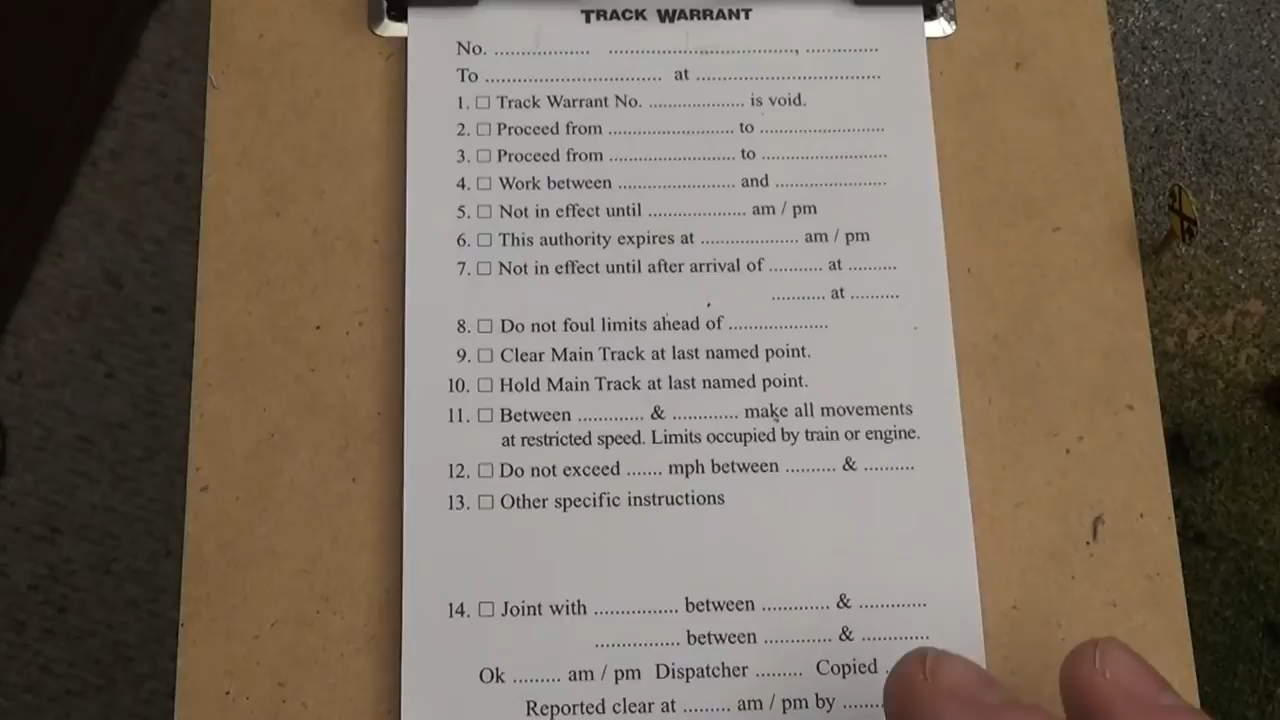 TRACK WARRANT
No. .................. ....................................., ..............
To .................................. at ...................................
1. ☐ Track Warrant No. .................. is void.
2. ☐ Proceed from ........................ to ........................
3. ☐ Proceed from ........................ to ........................
4. ☐ Work between ...................... and .....................
5. ☐ Not in effect until ................... am / pm
6. ☐ This authority expires at ................... am / pm
7. ☐ Not in effect until after arrival of .......... at .........
.......... at .........
8. ☐ Do not foul limits ahead of ...................
9. ☐ Clear Main Track at last named point.
10. ☐ Hold Main Track at last named point.
11. ☐ Between ............ & ............ make all movements
at restricted speed. Limits occupied by train or engine.
12. ☐ Do not exceed ....... mph between .......... & ..........
13. ☐ Other specific instructions
14. ☐ Joint with ............... between ............ & ............
............... between ............ & ............
Ok ......... am / pm Dispatcher ......... Copied .
Reported clear at ......... am / pm by .......